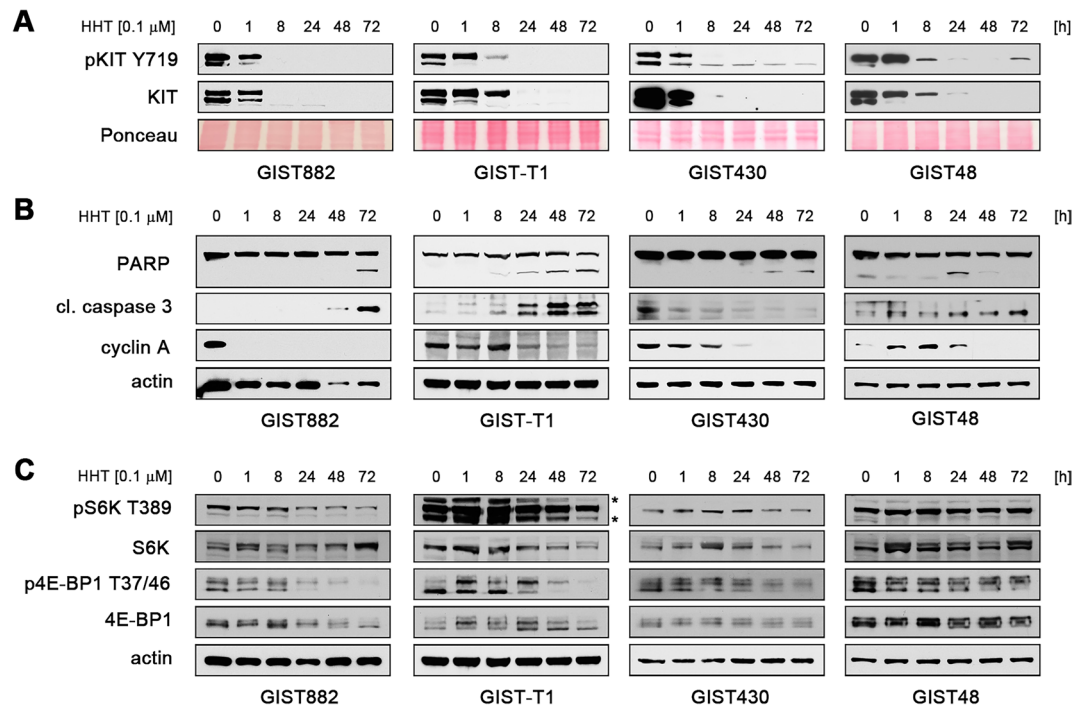 A
HHT [0.1 µM] 0 1 8 24 48 72 0 1 8 24 48 72 0 1 8 24 48 72 0 1 8 24 48 72 [h]
pKIT Y719
KIT
Ponceau
GIST882 GIST-T1 GIST430 GIST48
B
HHT [0.1 µM] 0 1 8 24 48 72 0 1 8 24 48 72 0 1 8 24 48 72 0 1 8 24 48 72 [h]
PARP
cl. caspase 3
cyclin A
actin
GIST882 GIST-T1 GIST430 GIST48
C
HHT [0.1 µM] 0 1 8 24 48 72 0 1 8 24 48 72 0 1 8 24 48 72 0 1 8 24 48 72 [h]
pS6K T389 *
*
S6K
p4E-BP1 T37/46
4E-BP1
actin
GIST882 GIST-T1 GIST430 GIST48